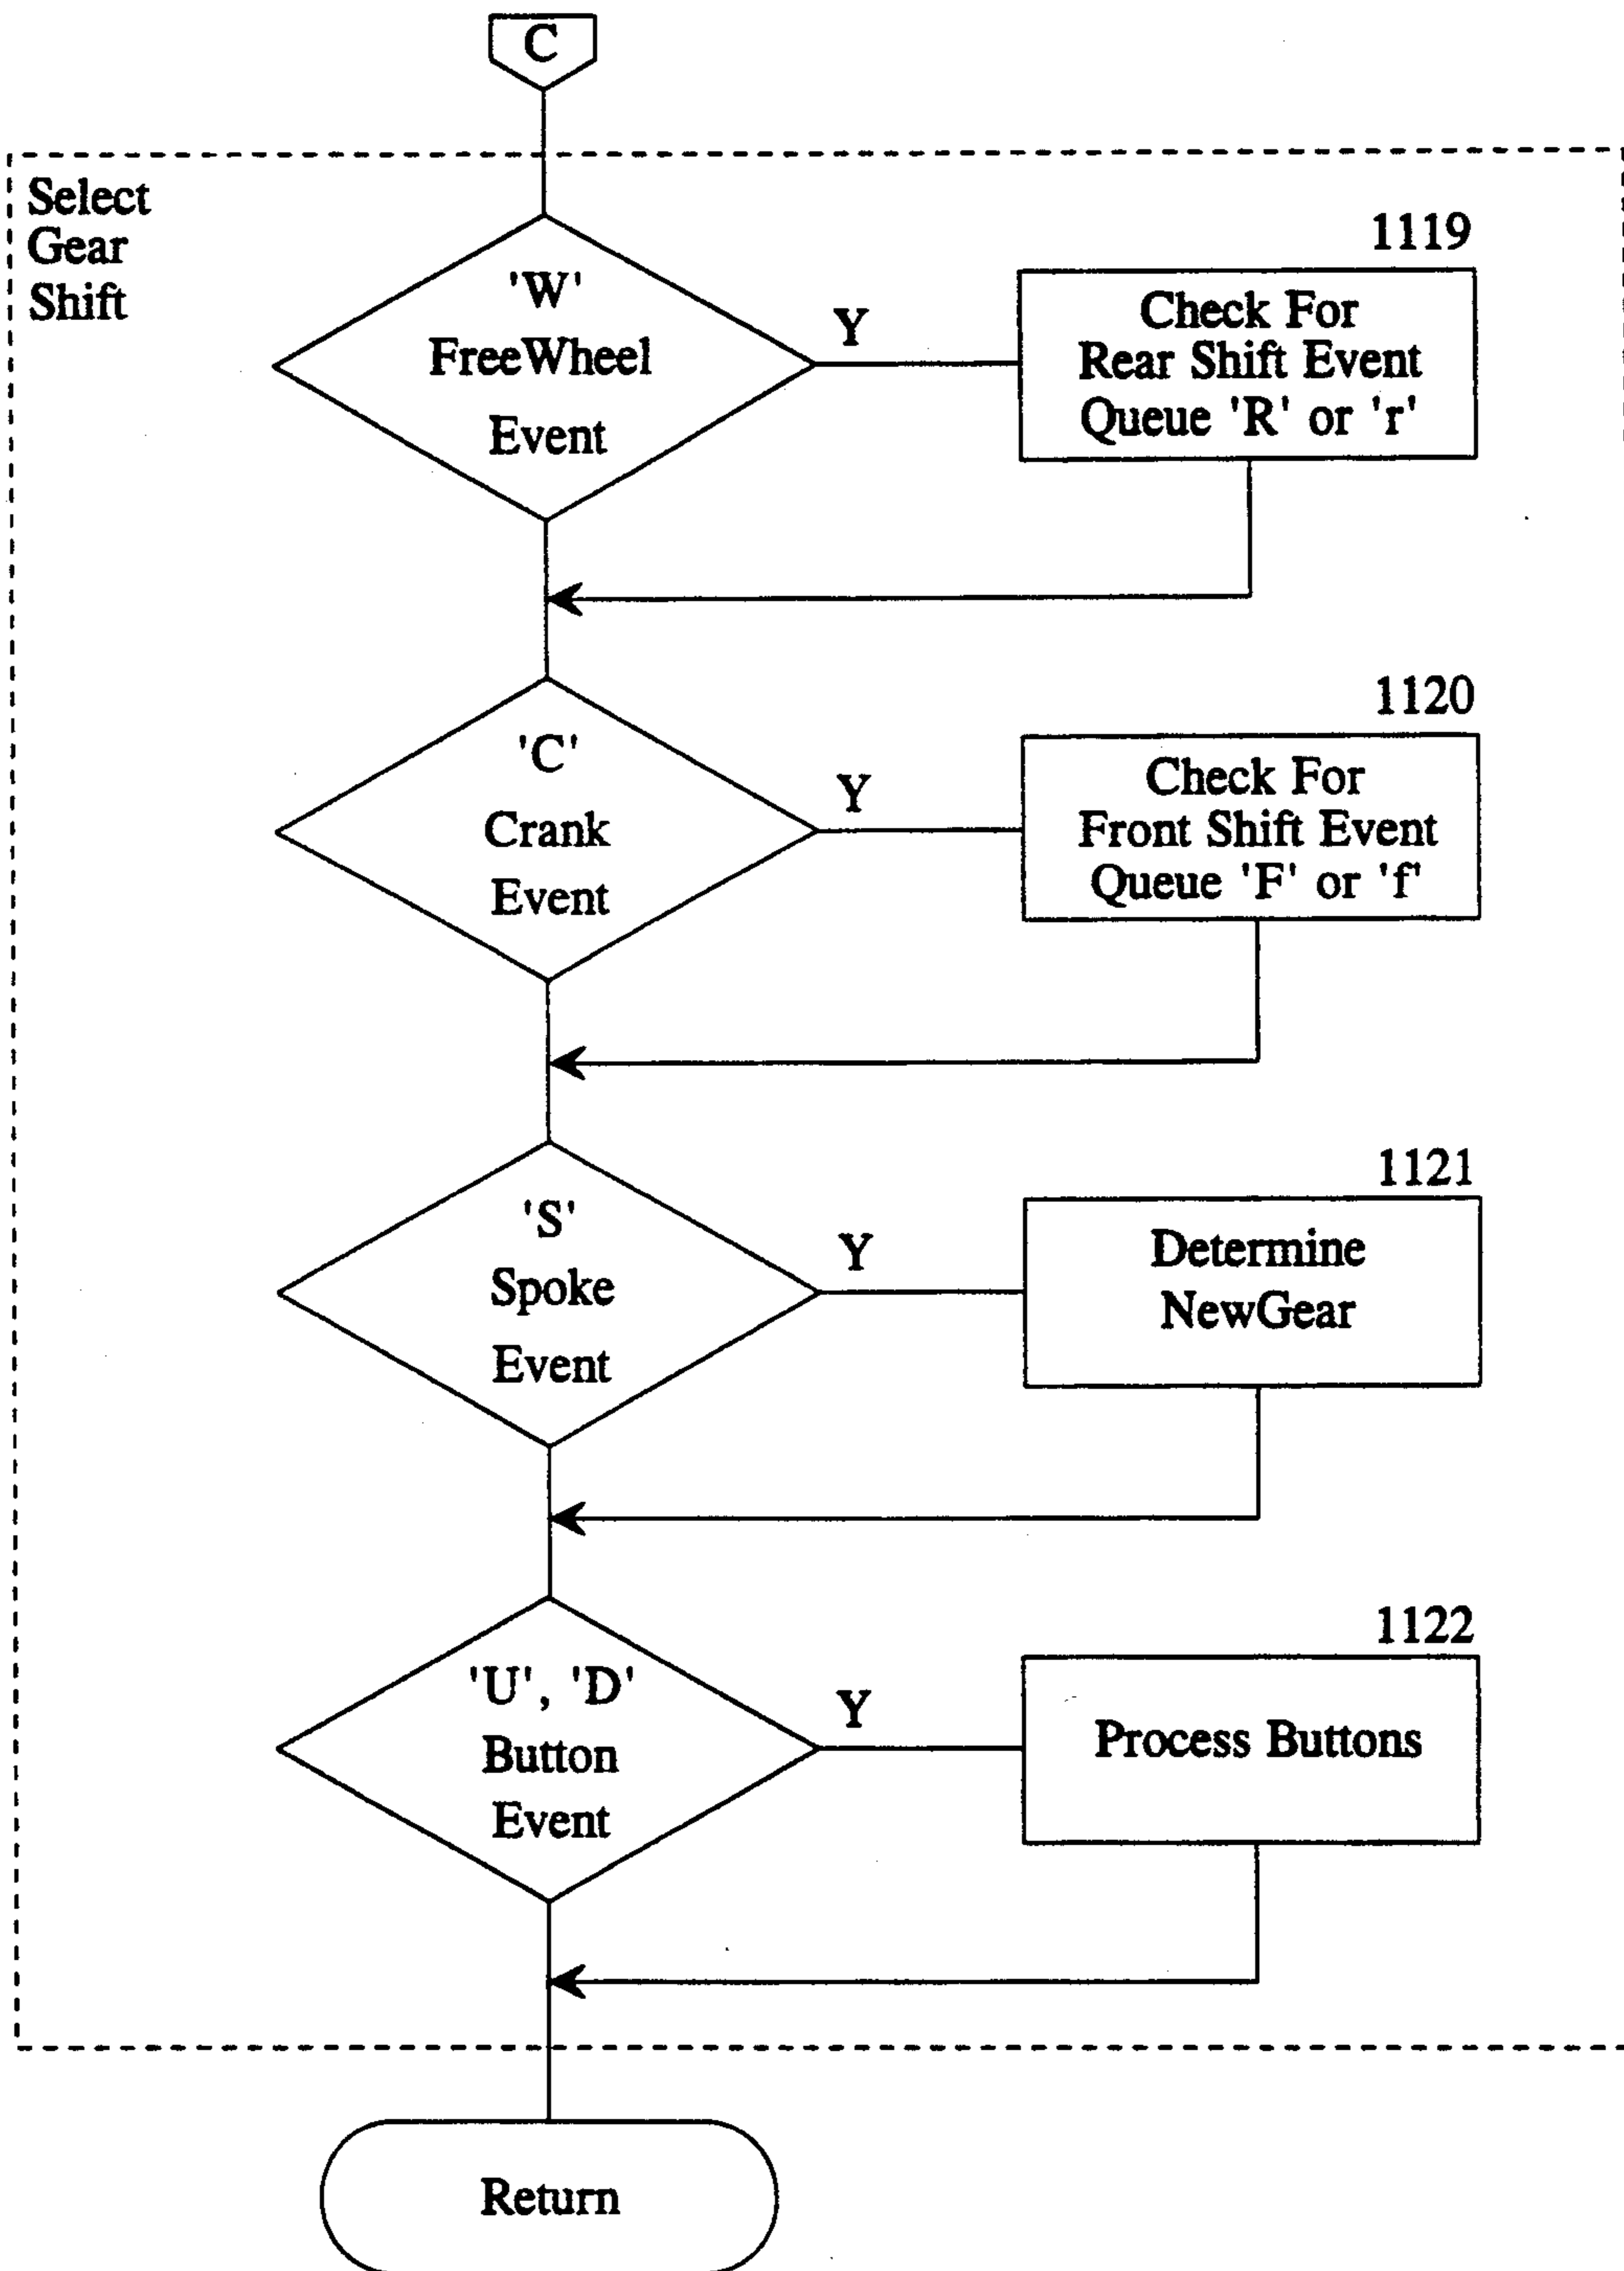 C
Select
Gear
Shift
'W'
FreeWheel
Event
Y
1119
Check For
Rear Shift Event
Queue 'R' or 'r'
'C'
Crank
Event
Y
1120
Check For
Front Shift Event
Queue 'F' or 'f'
'S'
Spoke
Event
Y
1121
Determine
NewGear
'U', 'D'
Button
Event
Y
1122
Process Buttons
Return